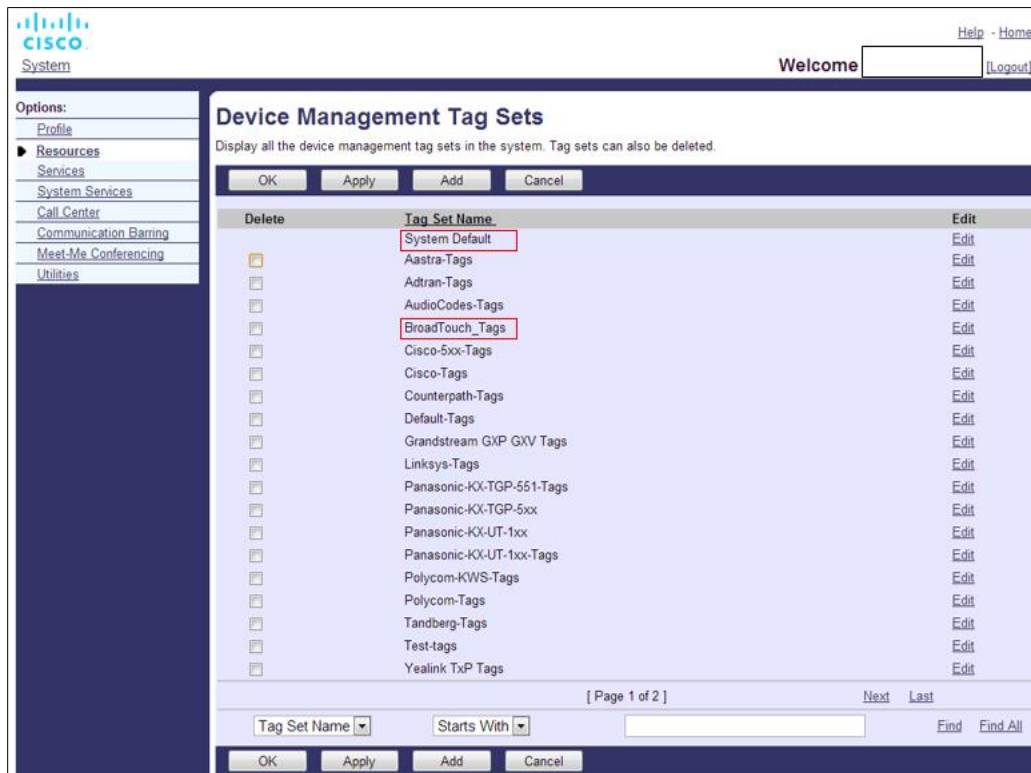 CISCO
Help - Home
System
Welcome [Logout]
Options:
Profile
Resources
Services
System Services
Call Center
Communication Barring
Meet-Me Conferencing
Utilities
Device Management Tag Sets
Display all the device management tag sets in the system. Tag sets can also be deleted.
OK Apply Add Cancel
Delete Tag Set Name Edit
System Default Edit
Aastra-Tags Edit
Adtran-Tags Edit
AudioCodes-Tags Edit
BroadTouch_Tags Edit
Cisco-5xx-Tags Edit
Cisco-Tags Edit
Counterpath-Tags Edit
Default-Tags Edit
Grandstream GXP GXV Tags Edit
Linksys-Tags Edit
Panasonic-KX-TGP-551-Tags Edit
Panasonic-KX-TGP-5xx Edit
Panasonic-KX-UT-1xx Edit
Panasonic-KX-UT-1xx-Tags Edit
Polycom-KWS-Tags Edit
Polycom-Tags Edit
Tandberg-Tags Edit
Test-tags Edit
Yealink TxP Tags Edit
[ Page 1 of 2 ] Next Last
Tag Set Name Starts With Find Find All
OK Apply Add Cancel